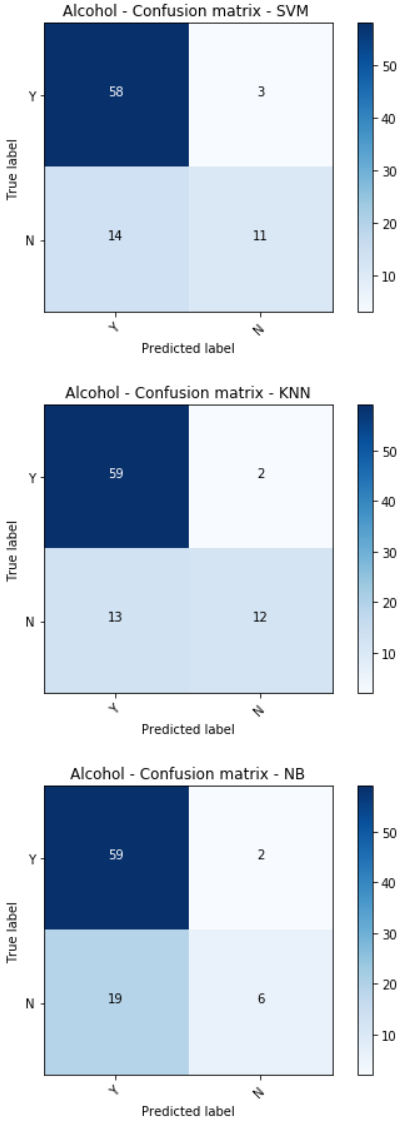 Alcohol - Confusion matrix - SVM
Y 58 3
N 14 11
True label
Y N
Predicted label
50
40
30
20
10
Alcohol - Confusion matrix - KNN
Y 59 2
N 13 12
True label
Y N
Predicted label
50
40
30
20
10
Alcohol - Confusion matrix - NB
Y 59 2
N 19 6
True label
Y N
Predicted label
50
40
30
20
10